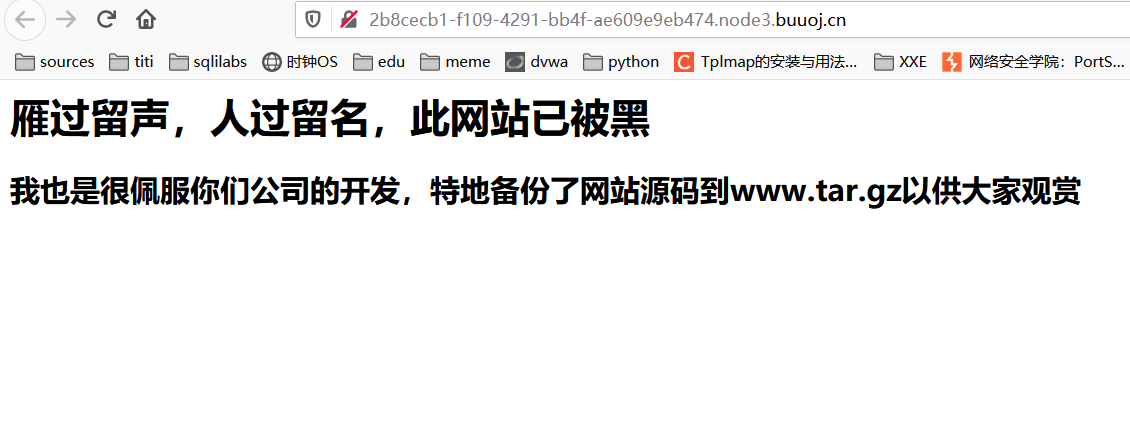 2b8cecb1-f109-4291-bb4f-ae609e9eb474.node3.buuoj.cn
sources titi sqlilabs 时钟OS edu meme dvwa python Tplmap的安装与用法... XXE 网络安全学院：PortS...
雁过留声，人过留名，此网站已被黑
我也是很佩服你们公司的开发，特地备份了网站源码到www.tar.gz以供大家观赏